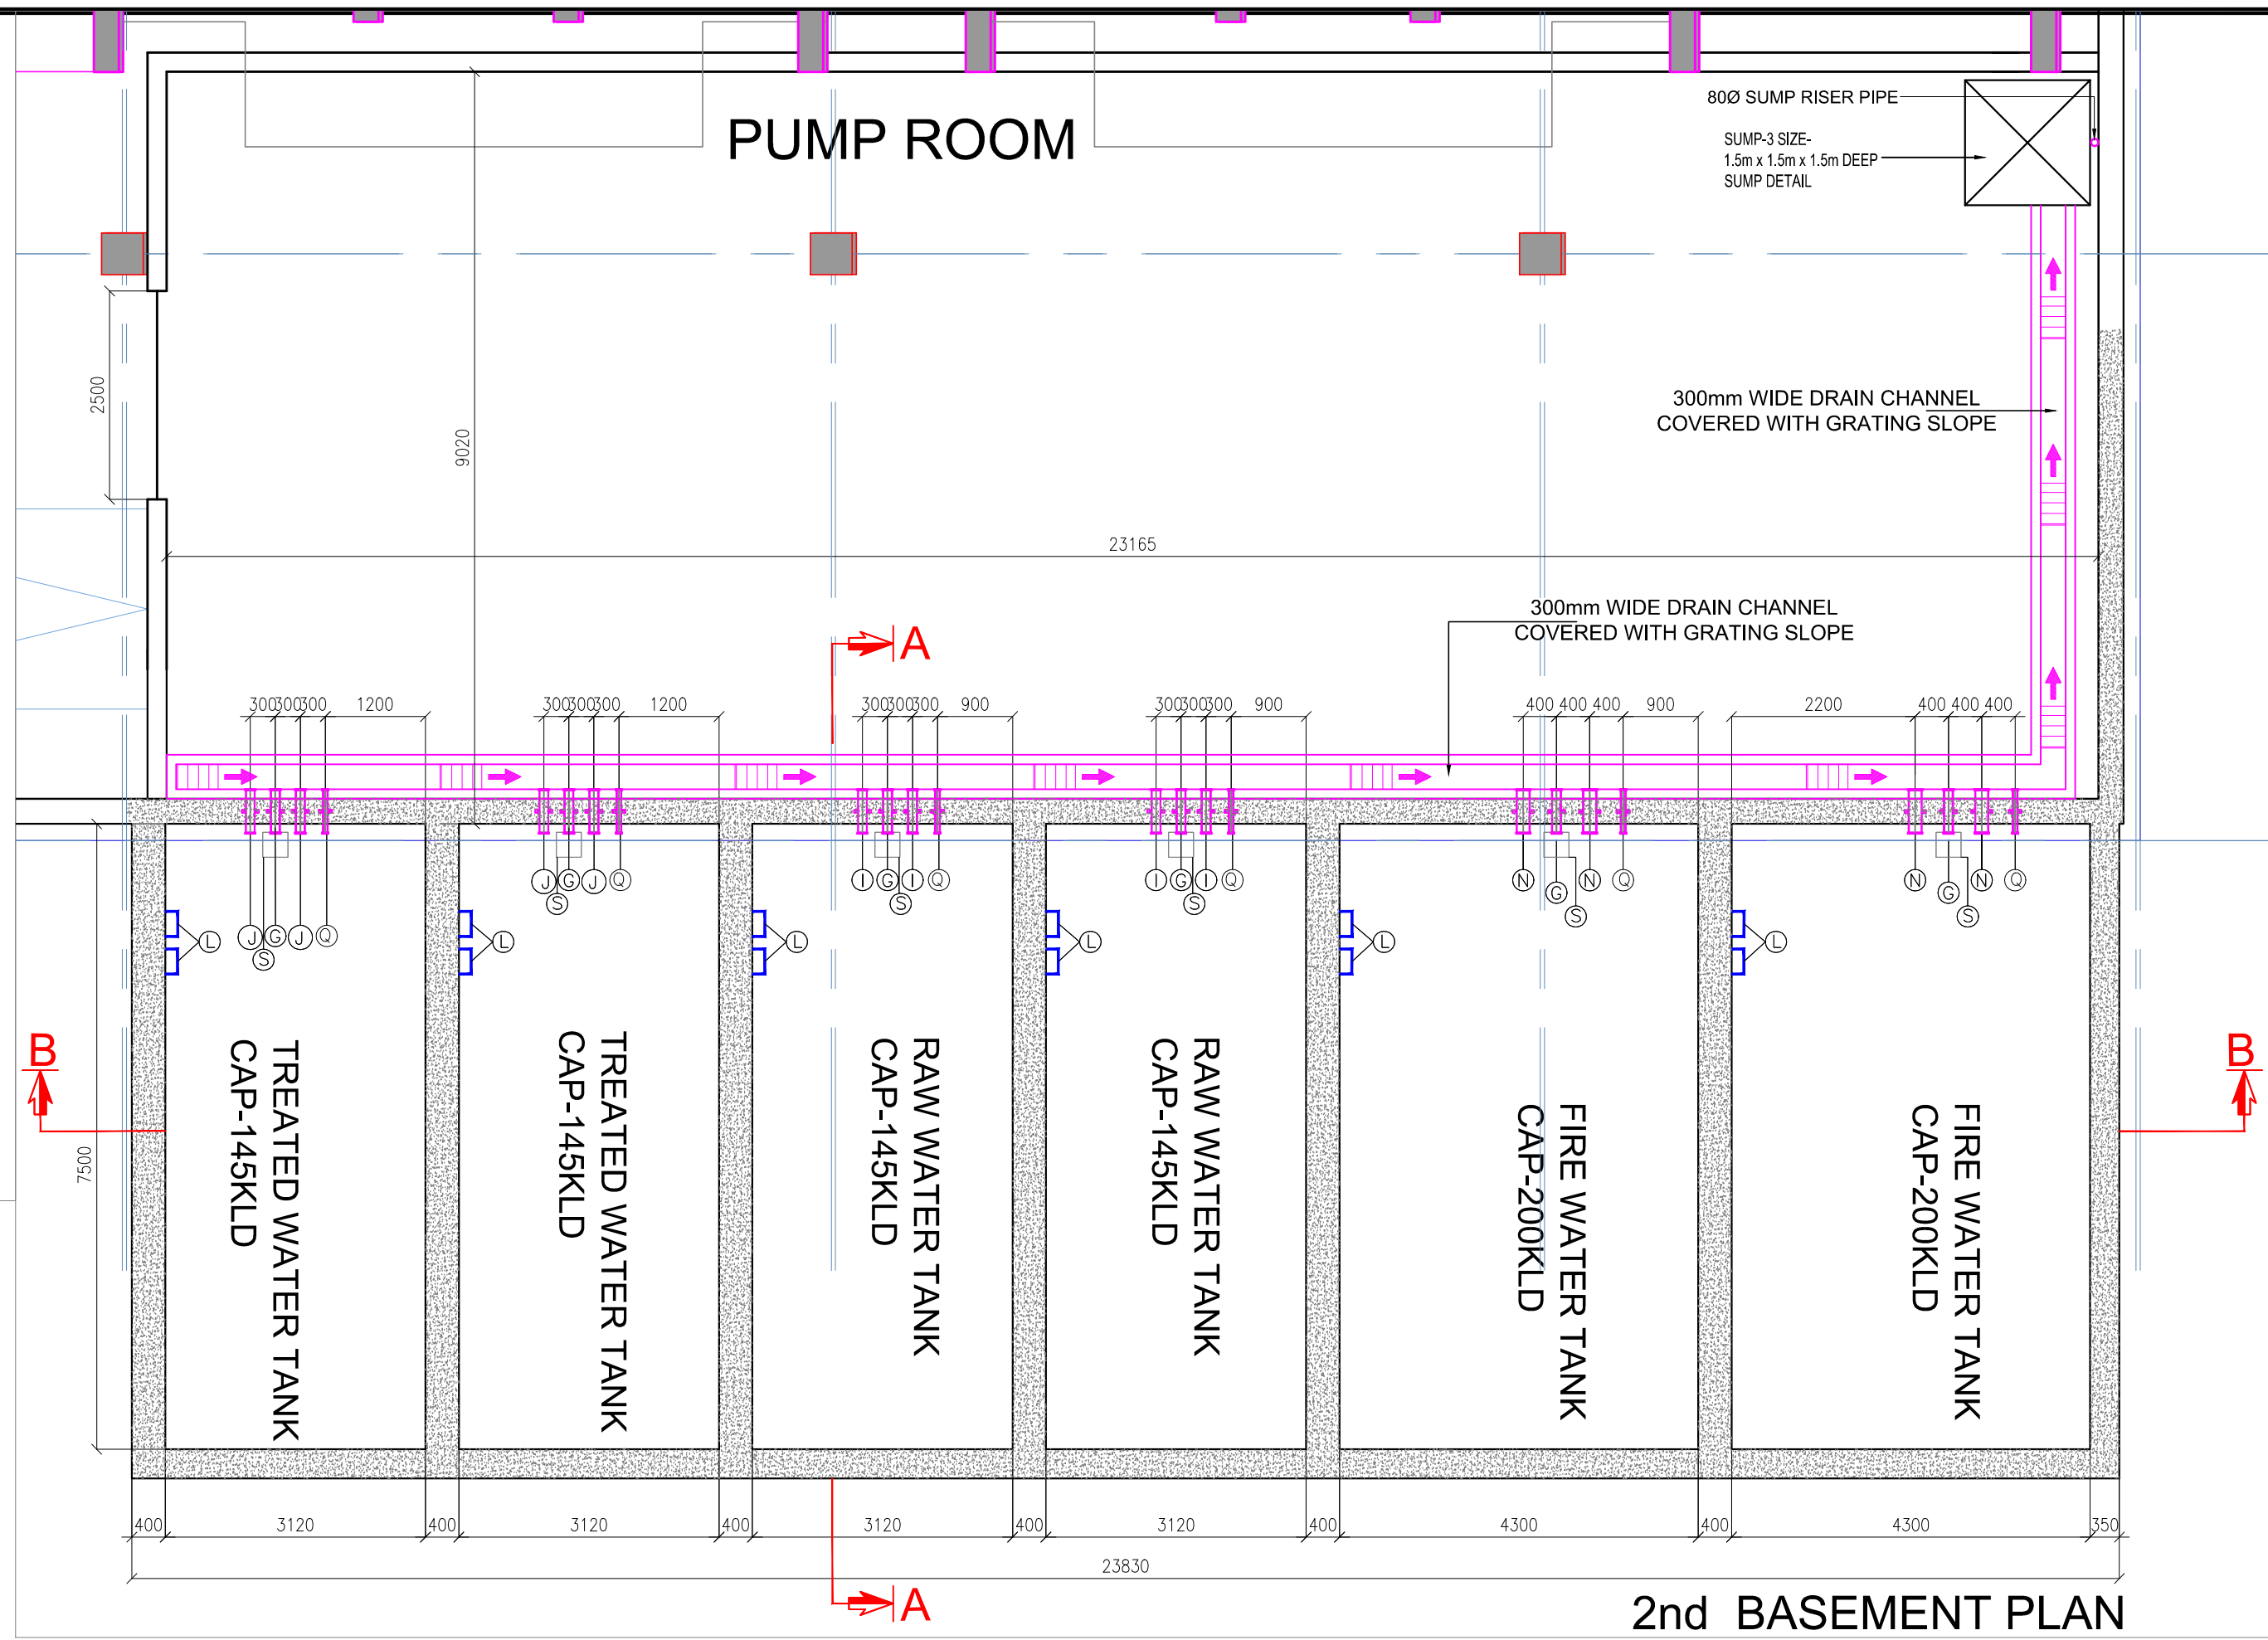 PUMP ROOM
80Ø SUMP RISER PIPE
SUMP-3 SIZE-
1.5m x 1.5m x 1.5m DEEP
SUMP DETAIL
2500
9020
300mm WIDE DRAIN CHANNEL
COVERED WITH GRATING SLOPE
23165
300mm WIDE DRAIN CHANNEL
COVERED WITH GRATING SLOPE
A
300 300 300 1200
300 300 300 1200
300 300 300 900
300 300 300 900
400 400 400 900
2200 400 400 400
J G J Q
S
L
J G J Q
S
L
I G I Q
S
L
I G I Q
S
L
N G N Q
S
L
N G N Q
S
L
B
B
7500
TREATED WATER TANK
CAP-145KLD
TREATED WATER TANK
CAP-145KLD
RAW WATER TANK
CAP-145KLD
RAW WATER TANK
CAP-145KLD
FIRE WATER TANK
CAP-200KLD
FIRE WATER TANK
CAP-200KLD
400 3120 400 3120 400 3120 400 3120 400 4300 400 4300 350
23830
A
2nd BASEMENT PLAN